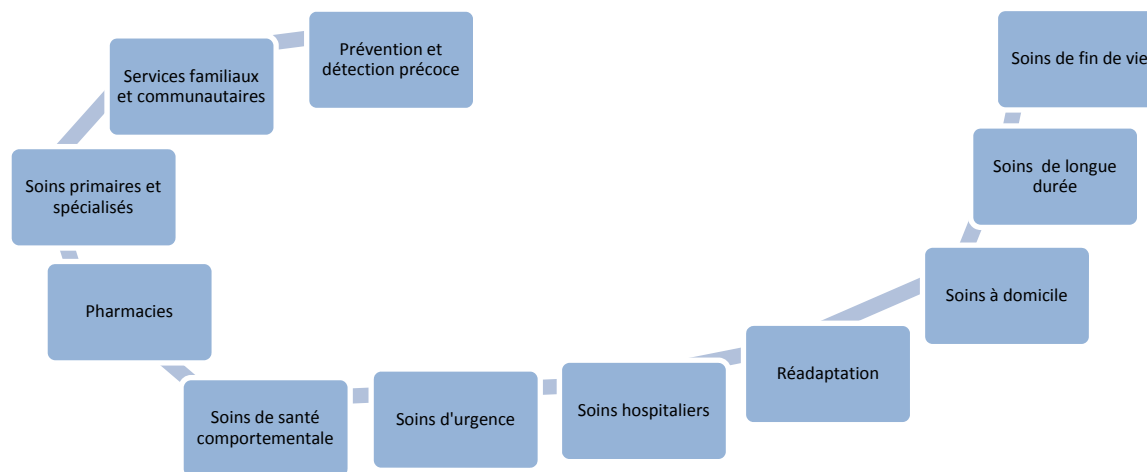 Prévention et
détection précoce
Services familiaux
et communautaires
Soins primaires et
spécialisés
Pharmacies
Soins de santé
comportementale
Soins d'urgence
Soins hospitaliers
Réadaptation
Soins à domicile
Soins de longue
durée
Soins de fin de vie